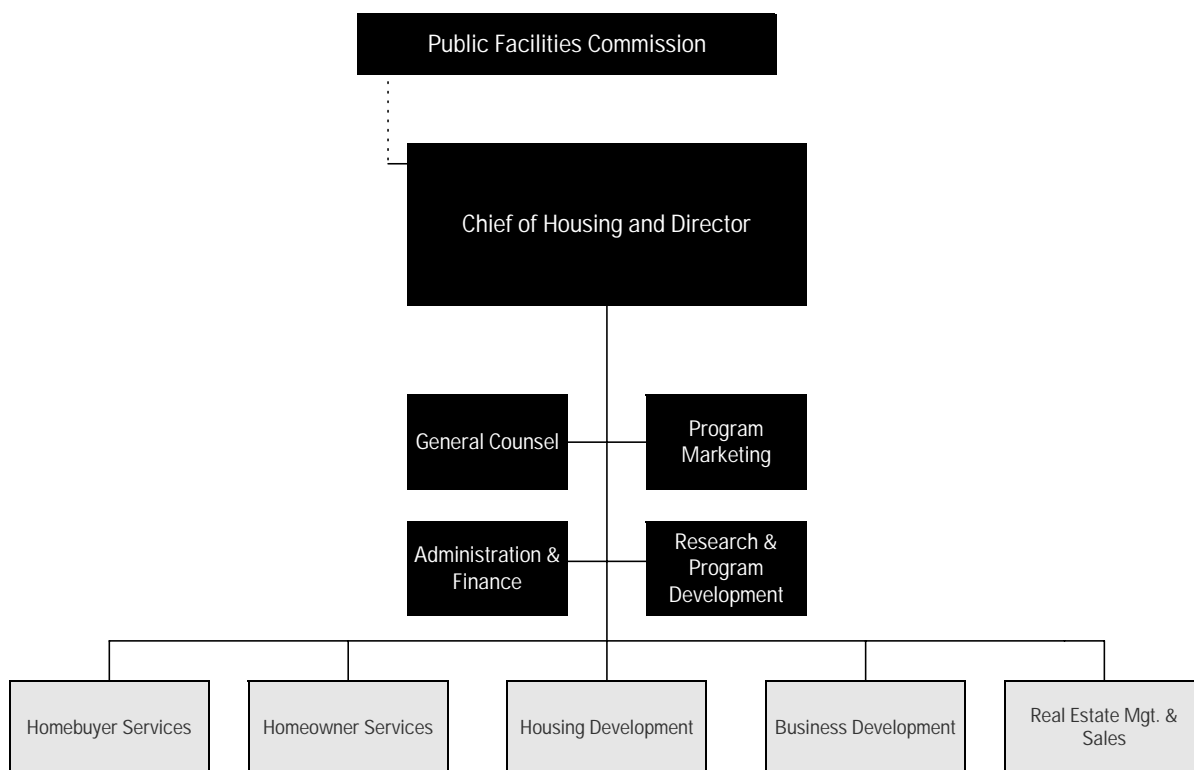 Public Facilities Commission
Chief of Housing and Director
General Counsel
Program
Marketing
Administration &
Finance
Research &
Program
Development
Homebuyer Services
Homeowner Services
Housing Development
Business Development
Real Estate Mgt. &
Sales